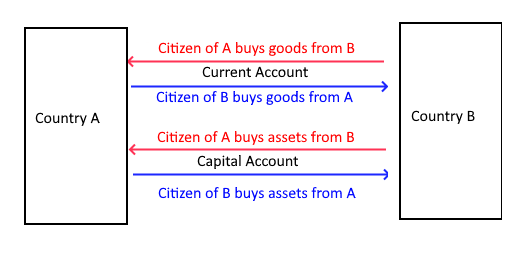 Citizen of A buys goods from B
Current Account
Citizen of B buys goods from A
Country A
Country B
Citizen of A buys assets from B
Capital Account
Citizen of B buys assets from A